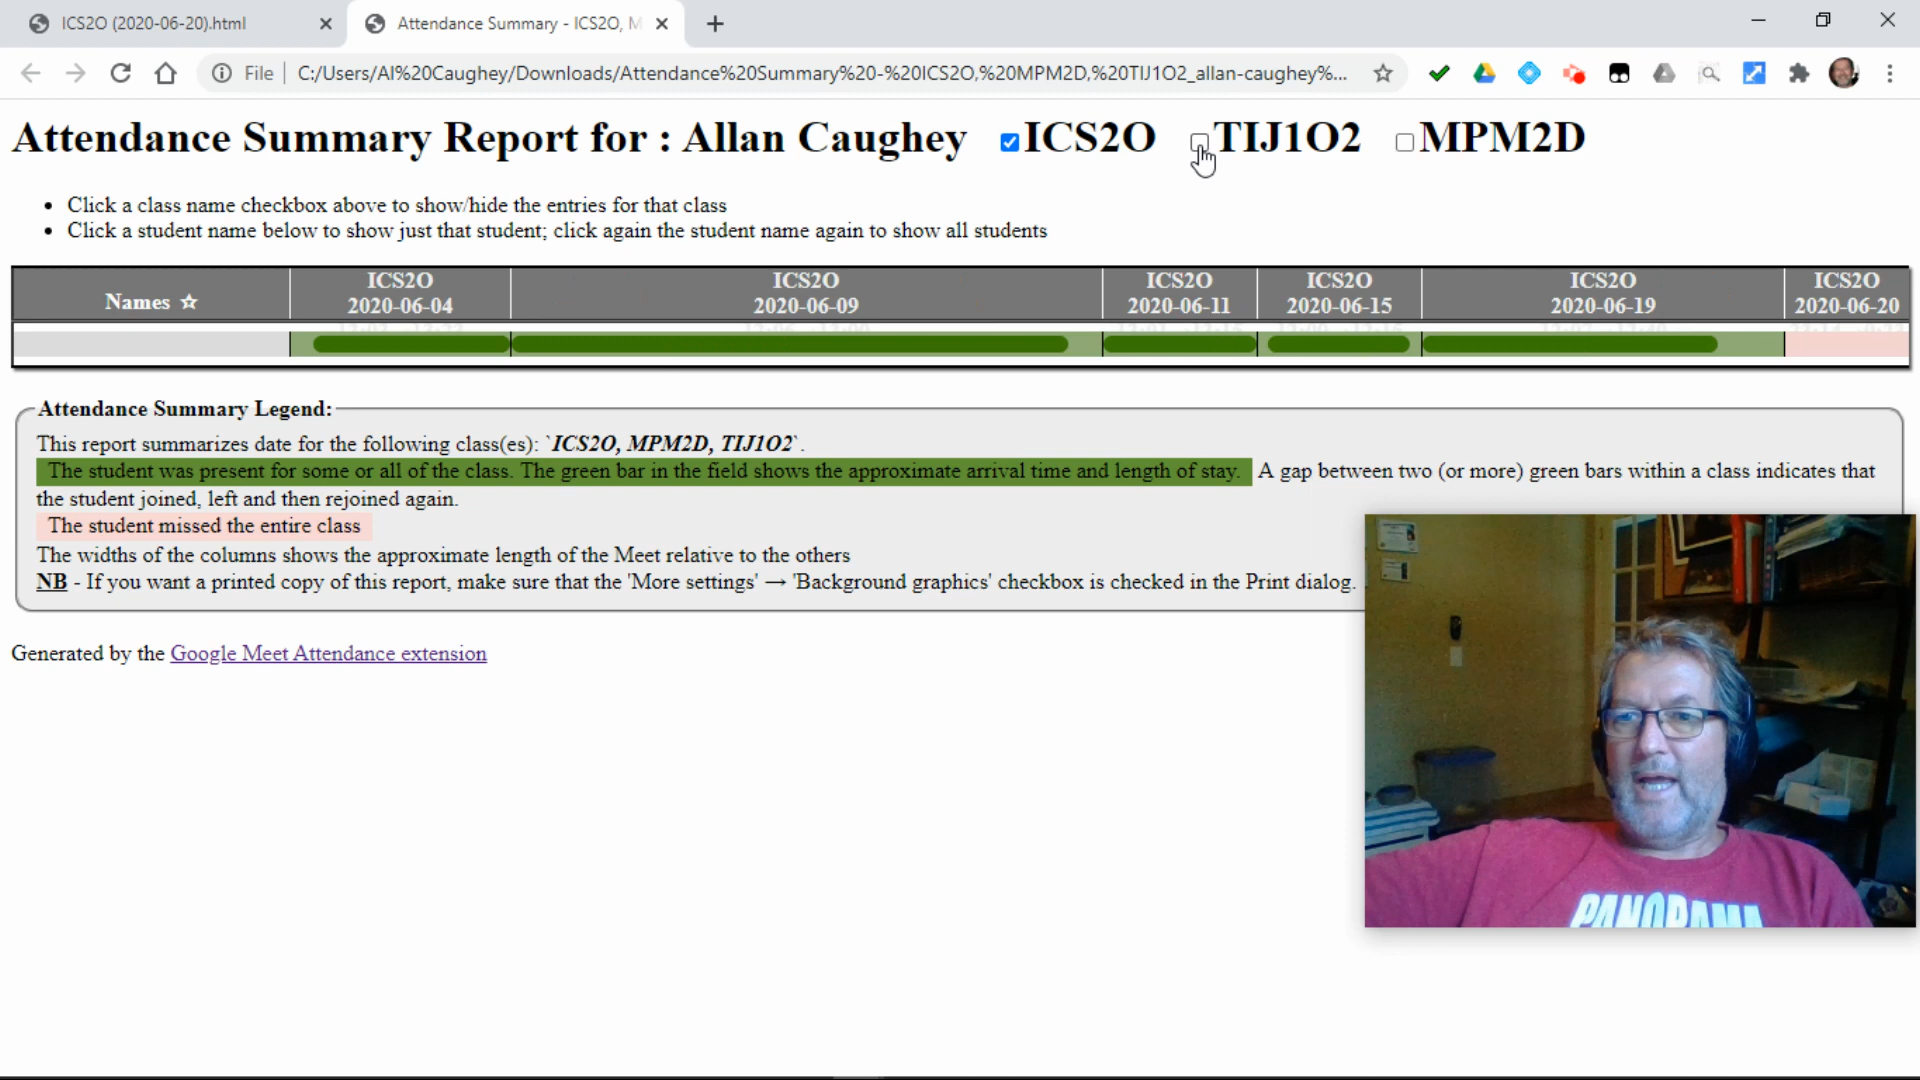 ICS2O (2020-06-20).html
Attendance Summary - ICS2O, M
File C:/Users/Al%20Caughey/Downloads/Attendance%20Summary%20-%20ICS2O,%20MPM2D,%20TIJ1O2_allan-caughey%...
Attendance Summary Report for : Allan Caughey ICS2O TIJ1O2 MPM2D
• Click a class name checkbox above to show/hide the entries for that class
• Click a student name below to show just that student; click again the student name again to show all students
Names ☆
ICS2O
2020-06-04
ICS2O
2020-06-09
ICS2O
2020-06-11
ICS2O
2020-06-15
ICS2O
2020-06-19
ICS2O
2020-06-20
Attendance Summary Legend:
This report summarizes date for the following class(es): `ICS2O, MPM2D, TIJ1O2`.
The student was present for some or all of the class. The green bar in the field shows the approximate arrival time and length of stay. A gap between two (or more) green bars within a class indicates that
the student joined, left and then rejoined again.
The student missed the entire class
The widths of the columns shows the approximate length of the Meet relative to the others
NB - If you want a printed copy of this report, make sure that the 'More settings' → 'Background graphics' checkbox is checked in the Print dialog.
Generated by the Google Meet Attendance extension
PANORAMA